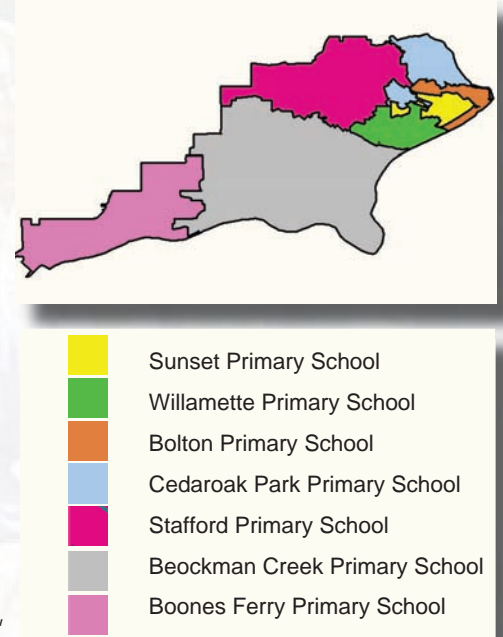 Sunset Primary School
Willamette Primary School
Bolton Primary School
Cedaroak Park Primary School
Stafford Primary School
Beockman Creek Primary School
Boones Ferry Primary School